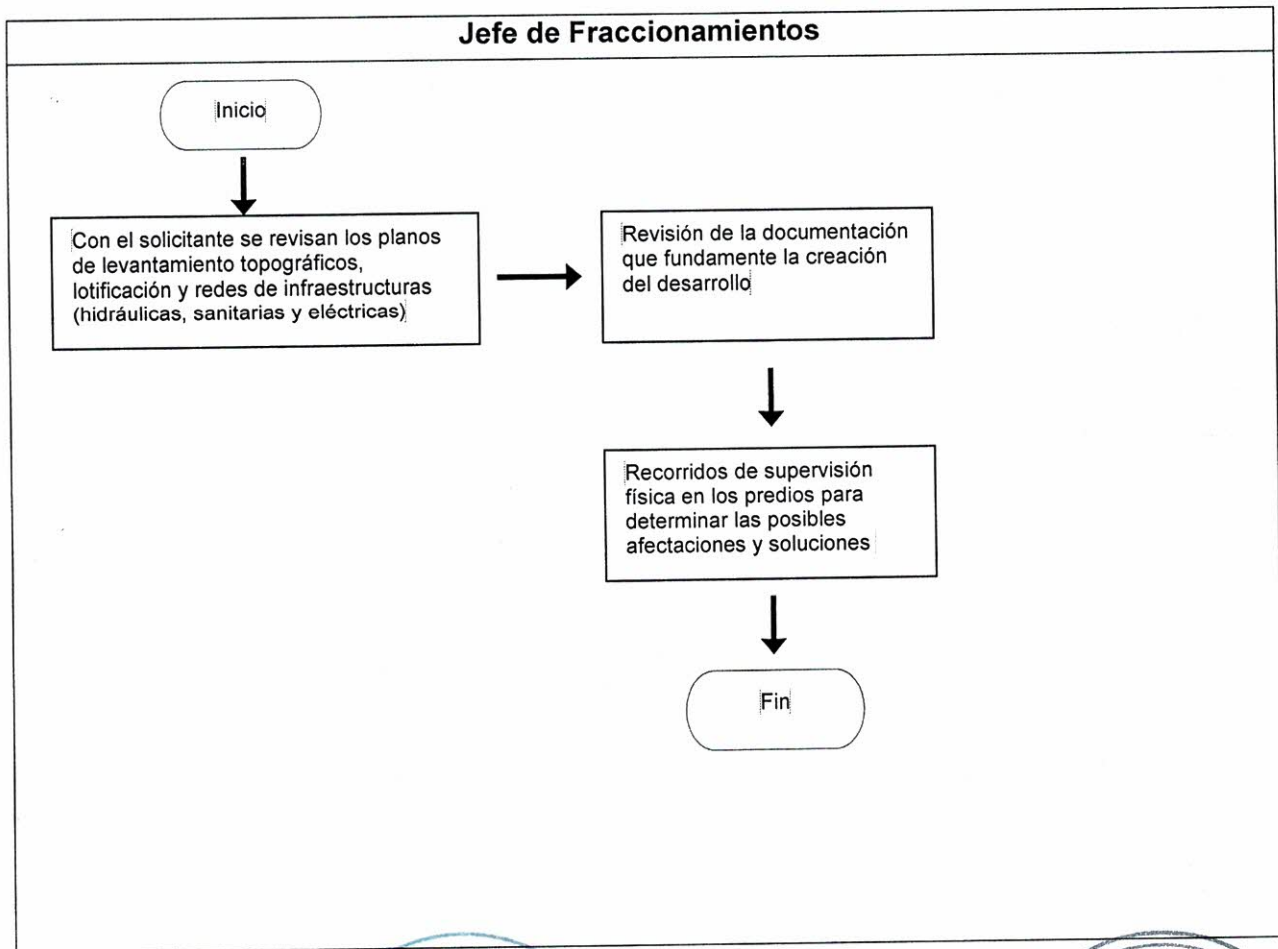 Jefe de Fraccionamientos
Inicio
Con el solicitante se revisan los planos
de levantamiento topográficos,
lotificación y redes de infraestructuras
(hidráulicas, sanitarias y eléctricas)
Revisión de la documentación
que fundamente la creación
del desarrollo
Recorridos de supervisión
física en los predios para
determinar las posibles
afectaciones y soluciones
Fin